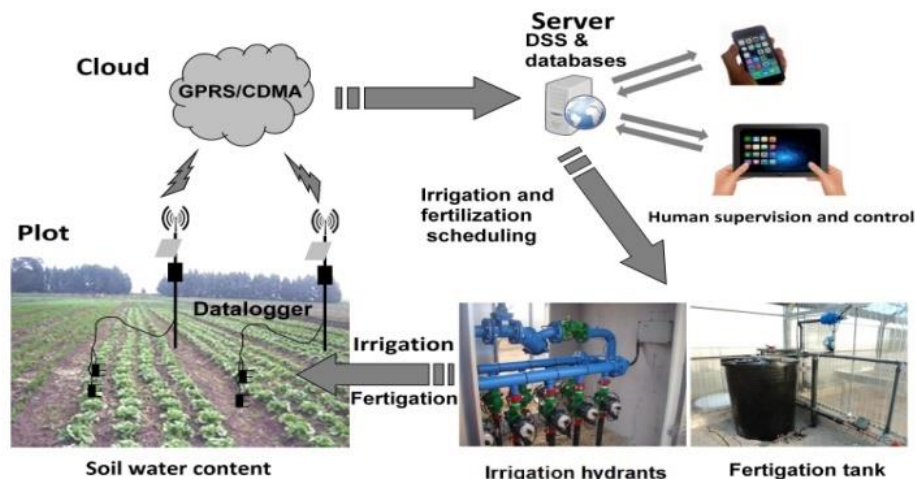 Server
DSS &
databases
Cloud
GPRS/CDMA
Irrigation and
fertilization
scheduling
Human supervision and control
Plot
Datalogger
Irrigation
Fertigation
Soil water content
Irrigation hydrants
Fertigation tank